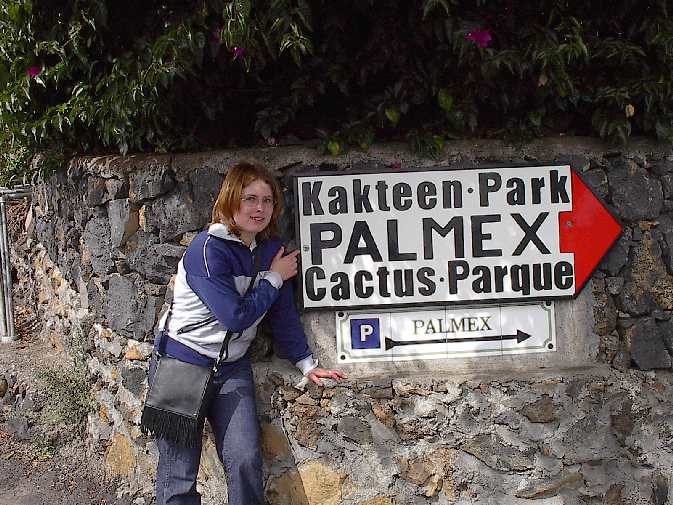 Kakteen · Park
PALMEX
Cactus · Parque
P PALMEX